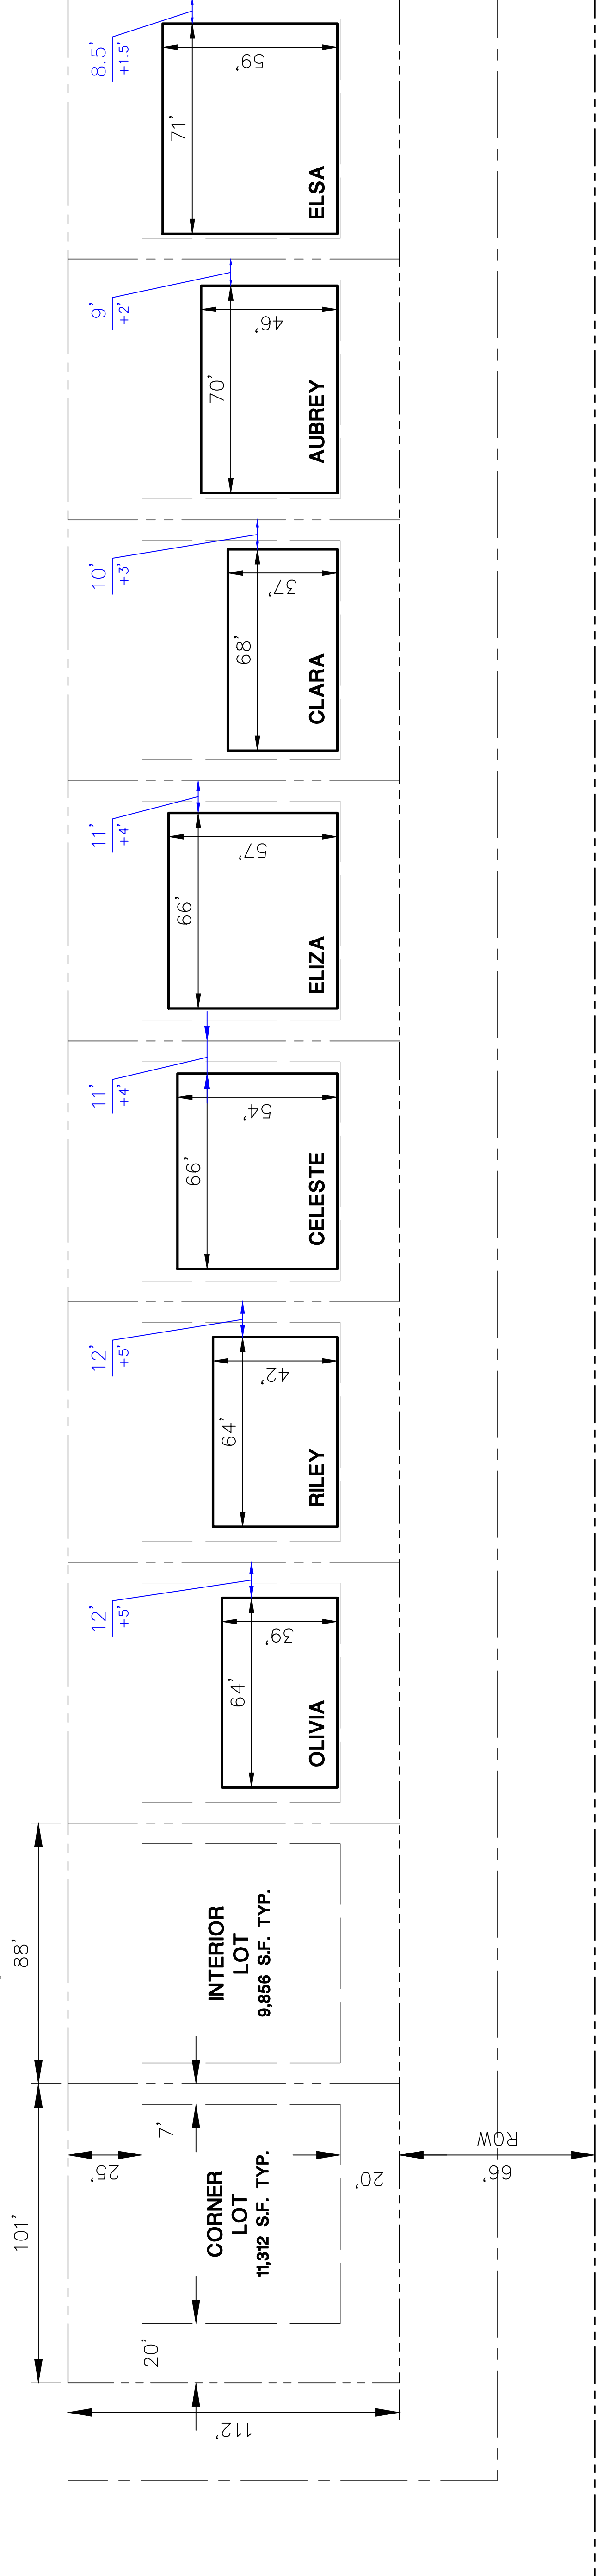 8.5'
+1.5'
71'
59'
ELSA
9'
+2'
70'
46'
AUBREY
10'
+3'
68'
37'
CLARA
11'
+4'
66'
57'
ELIZA
11'
+4'
66'
54'
CELESTE
12'
+5'
64'
42'
RILEY
12'
+5'
64'
39'
OLIVIA
88'
INTERIOR
LOT
9,856 S.F. TYP.
101'
25'
7'
CORNER
LOT
11,312 S.F. TYP.
20'
20'
112'
ROW
66'